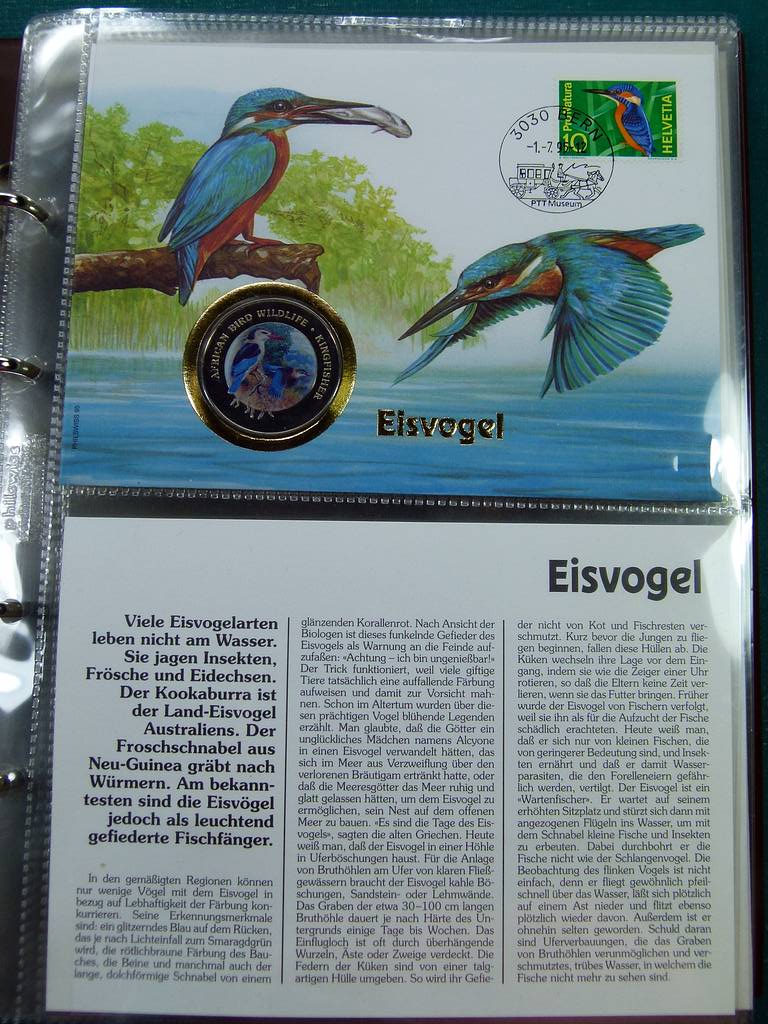 Pro Natura
10
HELVETIA
3030 BERN
PTT Museum
AFRICAN BIRD WILDLIFE • KINGFISHER
Eisvogel
PHILSWISS 95
philswiss
Eisvogel
Viele Eisvogelarten
leben nicht am Wasser.
Sie jagen Insekten,
Frösche und Eidechsen.
Der Kookaburra ist
der Land-Eisvogel
Australiens. Der
Froschschnabel aus
Neu-Guinea gräbt nach
Würmern. Am bekann-
testen sind die Eisvögel
jedoch als leuchtend
gefiederte Fischfänger.
In den gemäßigten Regionen können
nur wenige Vögel mit dem Eisvogel in
bezug auf Lebhaftigkeit der Färbung kon-
kurrieren. Seine Erkennungsmerkmale
sind: ein glitzerndes Blau auf dem Rücken,
das je nach Lichteinfall zum Smaragdgrün
wird, die rötlichbraune Färbung des Bau-
ches, die Beine und manchmal auch der
lange, dolchförmige Schnabel von einem
glänzenden Korallenrot. Nach Ansicht der
Biologen ist dieses funkelnde Gefieder des
Eisvogels als Warnung an die Feinde auf-
zufaßen: «Achtung – ich bin ungenießbar!»
Der Trick funktioniert, weil viele giftige
Tiere tatsächlich eine auffallende Färbung
aufweisen und damit zur Vorsicht mah-
nen. Schon im Altertum wurden über die-
sen prächtigen Vogel blühende Legenden
erzählt. Man glaubte, daß die Götter ein
unglückliches Mädchen namens Alcyone
in einen Eisvogel verwandelt hätten, das
sich im Meer aus Verzweiflung über den
verlorenen Bräutigam ertränkt hatte, oder
daß die Meeresgötter das Meer ruhig und
glatt gelassen hätten, um dem Eisvogel zu
ermöglichen, sein Nest auf dem offenen
Meer zu bauen. «Es sind die Tage des Eis-
vogels», sagten die alten Griechen. Heute
weiß man, daß der Eisvogel in einer Höhle
in Uferböschungen haust. Für die Anlage
von Bruthöhlen am Ufer von klaren Fließ-
gewässern braucht der Eisvogel kahle Bö-
schungen, Sandstein- oder Lehmwände.
Das Graben der etwa 30–100 cm langen
Bruthöhle dauert je nach Härte des Un-
tergrunds einige Tage bis Wochen. Das
Einflugloch ist oft durch überhängende
Wurzeln, Äste oder Zweige verdeckt. Die
Federn der Küken sind von einer talg-
artigen Hülle umgeben. So wird ihr Gefie-
der nicht von Kot und Fischresten ver-
schmutzt. Kurz bevor die Jungen zu flie-
gen beginnen, fallen diese Hüllen ab. Die
Küken wechseln ihre Lage vor dem Ein-
gang, indem sie wie die Zeiger einer Uhr
rotieren, so daß die Eltern keine Zeit ver-
lieren, wenn sie das Futter bringen. Früher
wurde der Eisvogel von Fischern verfolgt,
weil sie ihn als für die Aufzucht der Fische
schädlich erachteten. Heute weiß man,
daß er sich nur von kleinen Fischen, die
von geringerer Bedeutung sind, und Insek-
ten ernährt und daß er damit Wasser-
parasiten, die den Forelleneiern gefähr-
lich werden, vertilgt. Der Eisvogel ist ein
«Wartenfischer». Er wartet auf seinem
erhöhten Sitzplatz und stürzt sich dann mit
angezogenen Flügeln ins Wasser, um mit
dem Schnabel kleine Fische und Insekten
zu erbeuten. Dabei durchbohrt er die
Fische nicht wie der Schlangenvogel. Die
Beobachtung des flinken Vogels ist nicht
einfach, denn er fliegt gewöhnlich pfeil-
schnell über das Wasser, läßt sich plötzlich
auf einem Ast nieder und flitzt ebenso
plötzlich wieder davon. Außerdem ist er
ohnehin selten geworden. Schuld daran
sind Uferverbauungen, die das Graben
von Bruthöhlen verunmöglichen und ver-
schmutztes, trübes Wasser, in welchem die
Fische nicht mehr zu sehen sind.